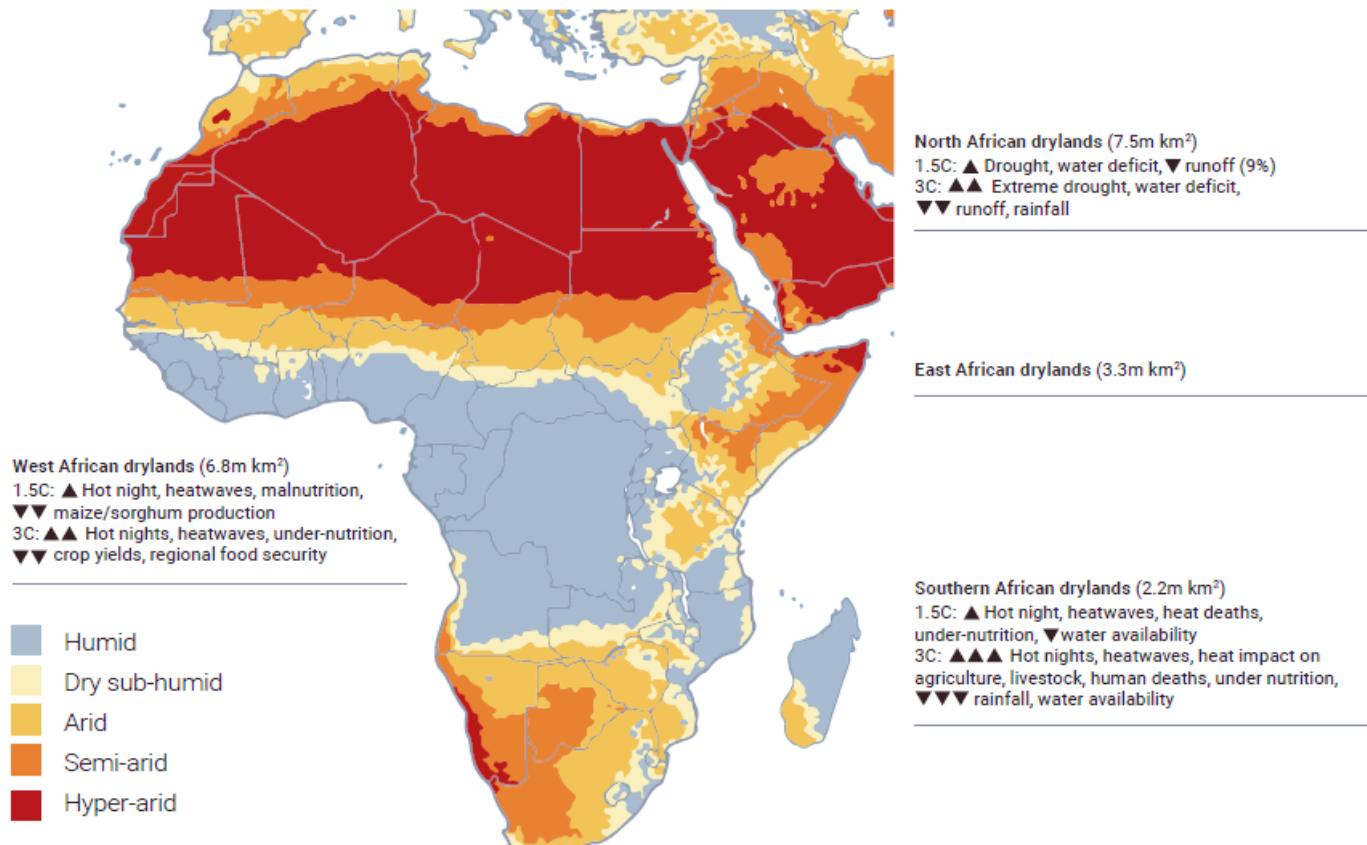 North African drylands (7.5m km²)
1.5C: ▲ Drought, water deficit, ▼ runoff (9%)
3C: ▲▲ Extreme drought, water deficit,
▼▼ runoff, rainfall
East African drylands (3.3m km²)
West African drylands (6.8m km²)
1.5C: ▲ Hot night, heatwaves, malnutrition,
▼▼ maize/sorghum production
3C: ▲▲ Hot nights, heatwaves, under-nutrition,
▼▼ crop yields, regional food security
Southern African drylands (2.2m km²)
1.5C: ▲ Hot night, heatwaves, heat deaths,
under-nutrition, ▼water availability
3C: ▲▲▲ Hot nights, heatwaves, heat impact on
agriculture, livestock, human deaths, under nutrition,
▼▼▼ rainfall, water availability
Humid
Dry sub-humid
Arid
Semi-arid
Hyper-arid